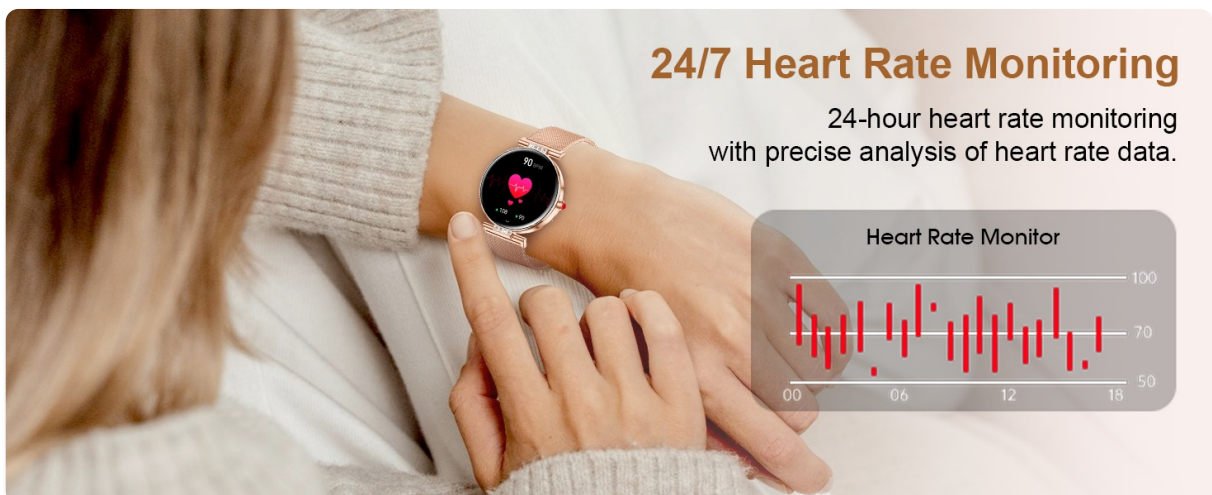 24/7 Heart Rate Monitoring
24-hour heart rate monitoring
with precise analysis of heart rate data.
90 BPM
Heart Rate Monitor
100
70
50
00 06 12 18